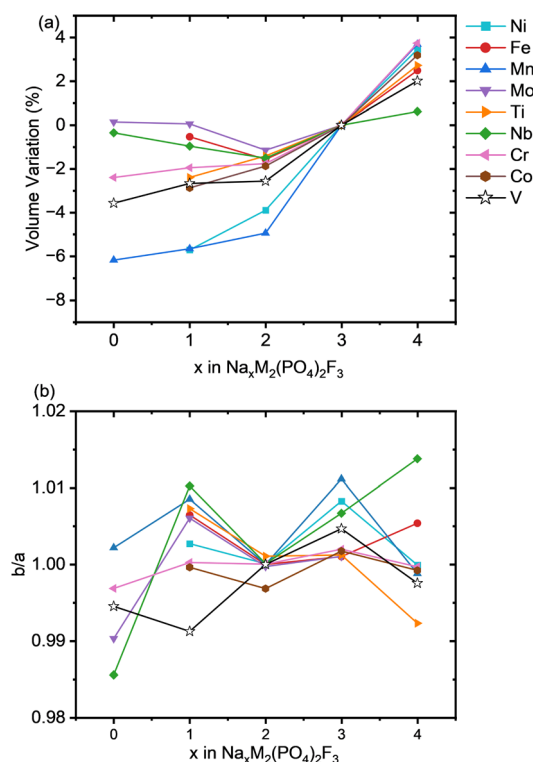 (a)
4
2
0
−2
−4
−6
−8
Volume Variation (%)
0 1 2 3 4
x in NaₓM₂(PO₄)₂F₃
Ni
Fe
Mn
Mo
Ti
Nb
Cr
Co
V
(b)
1.02
1.01
1.00
0.99
0.98
b/a
0 1 2 3 4
x in NaₓM₂(PO₄)₂F₃